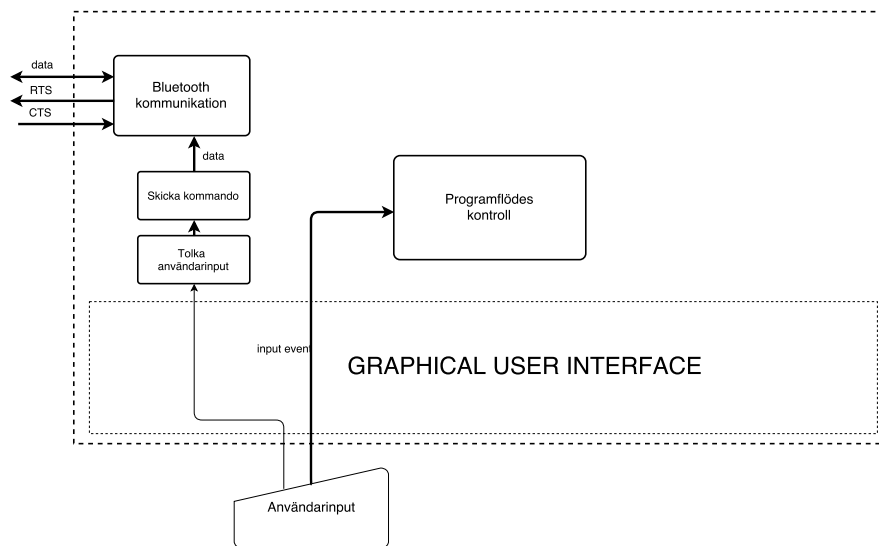 data
RTS
CTS
Bluetooth
kommunikation
data
Skicka kommando
Tolka
användarinput
Programflödes
kontroll
input event
GRAPHICAL USER INTERFACE
Användarinput